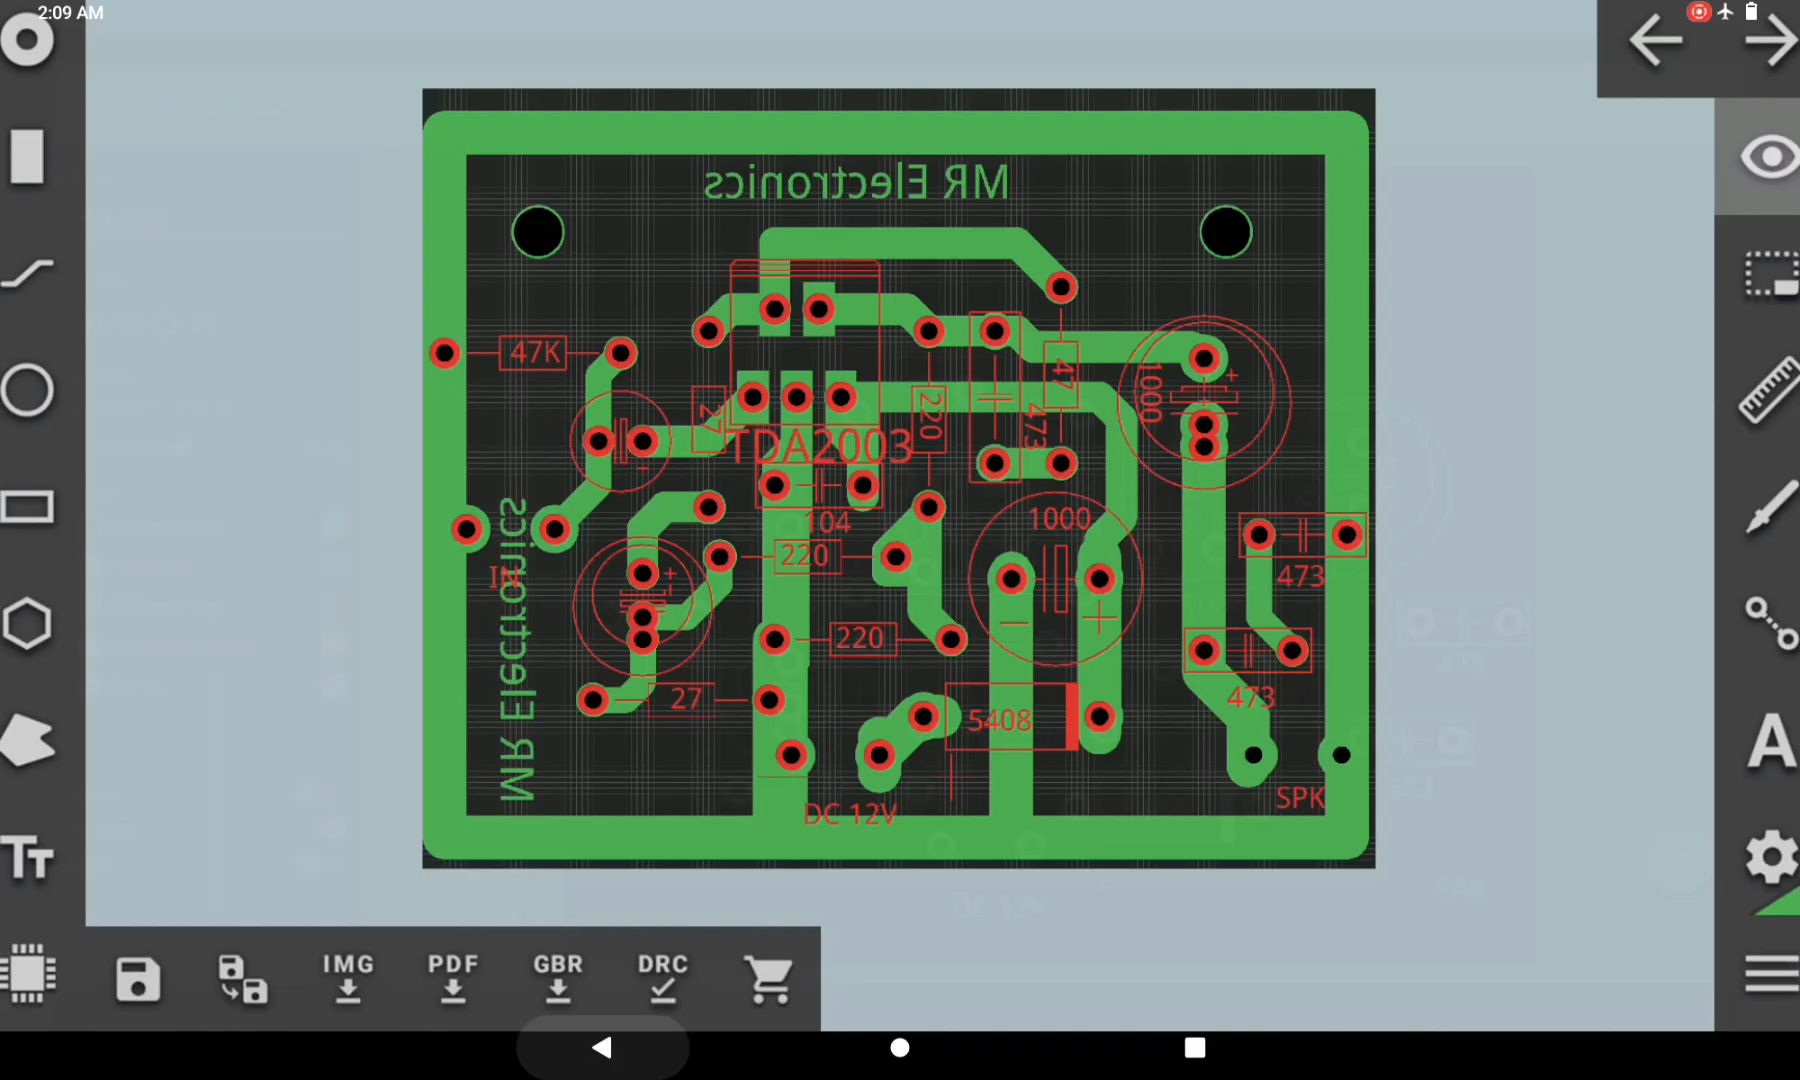 2:09 AM
MR Electronics
47K
47
1000
27
220
473
TDA2003
104
1000
220
IN
473
MR Electronics
220
27
473
5408
DC 12V
SPK
A
TT
IMG
PDF
GBR
DRC